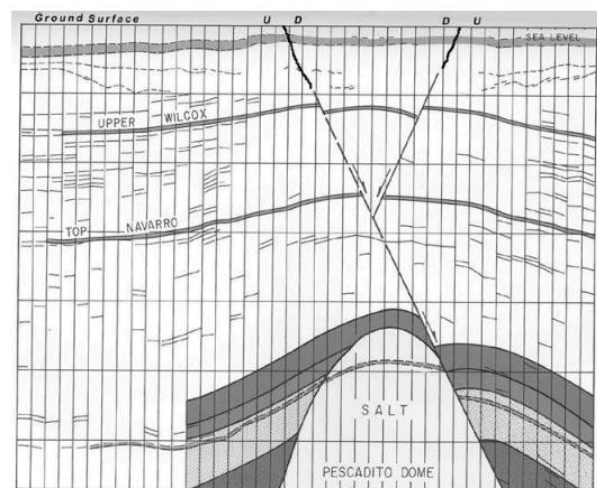 Ground Surface U D D U
SEA LEVEL
UPPER WILCOX
TOP NAVARRO
SALT
PESCADITO DOME